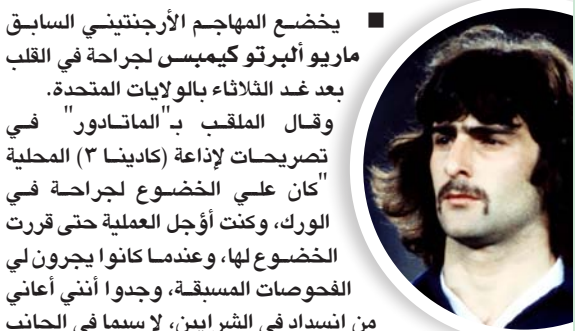 ■ يخضع المهاجم الأرجنتيني السابق
ماريو ألبرتو كيمبس لجراحة في القلب
بعد غد الثلاثاء بالولايات المتحدة.
وقال الملقب بـ"الماتادور" في
تصريحات لإذاعة (كادينا ٣) المحلية
"كان علي الخضوع لجراحة في
الورك، وكنت أؤجل العملية حتى قررت
الخضوع لها، وعندما كانوا يجرون لي
الفحوصات المسبقة، وجدوا أنني أعاني
من انسداد في الشرايين، لا سيما في الجانب